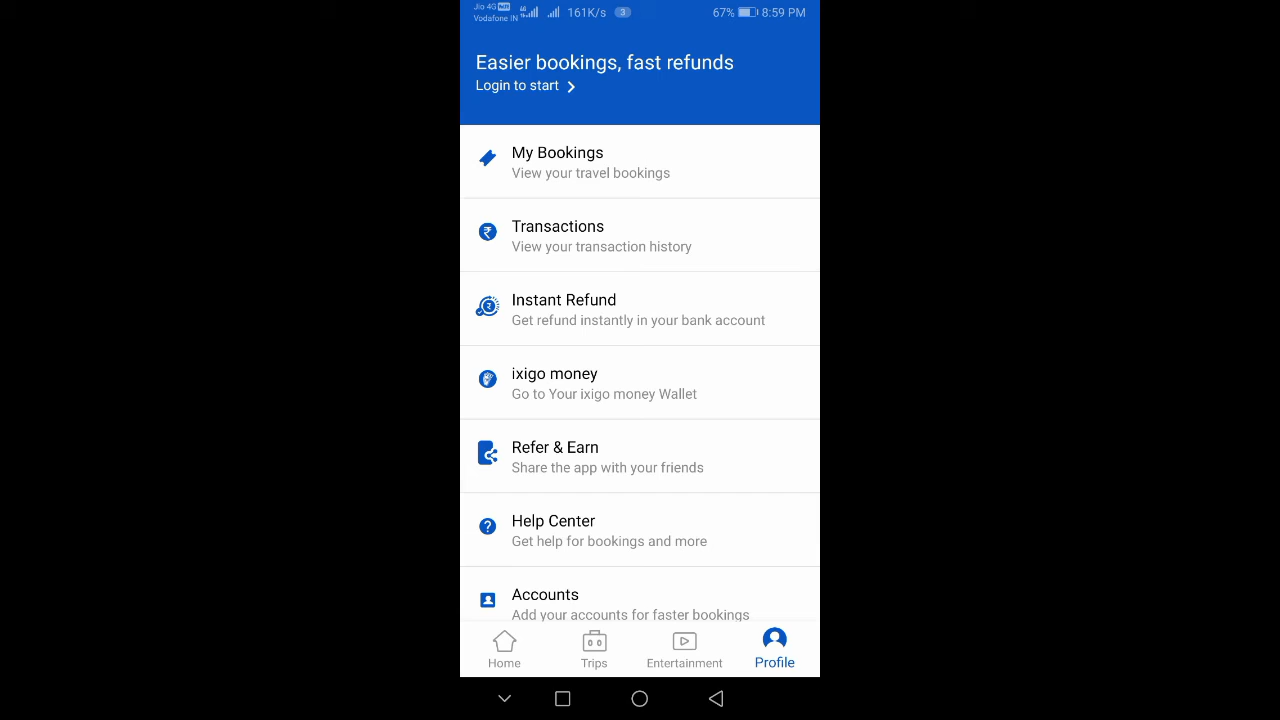 Jio 4G VoLTE
Vodafone IN
4G
161K/s
3
67%
8:59 PM
Easier bookings, fast refunds
Login to start
My Bookings
View your travel bookings
Transactions
View your transaction history
Instant Refund
Get refund instantly in your bank account
ixigo money
Go to Your ixigo money Wallet
Refer & Earn
Share the app with your friends
Help Center
Get help for bookings and more
Accounts
Add your accounts for faster bookings
Home
Trips
Entertainment
Profile